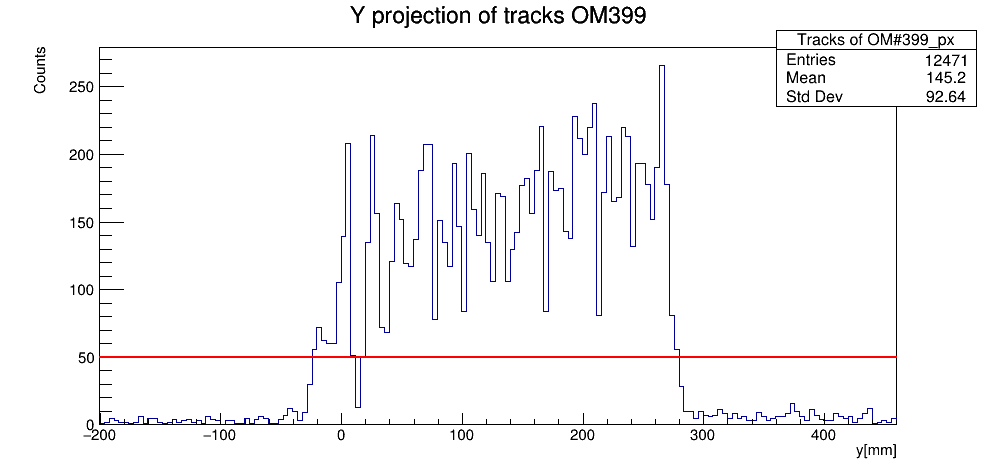 Y projection of tracks OM399
Tracks of OM#399_px
Entries 12471
Mean 145.2
Std Dev 92.64
Counts
250
200
150
100
50
0
−200 −100 0 100 200 300 400
y[mm]